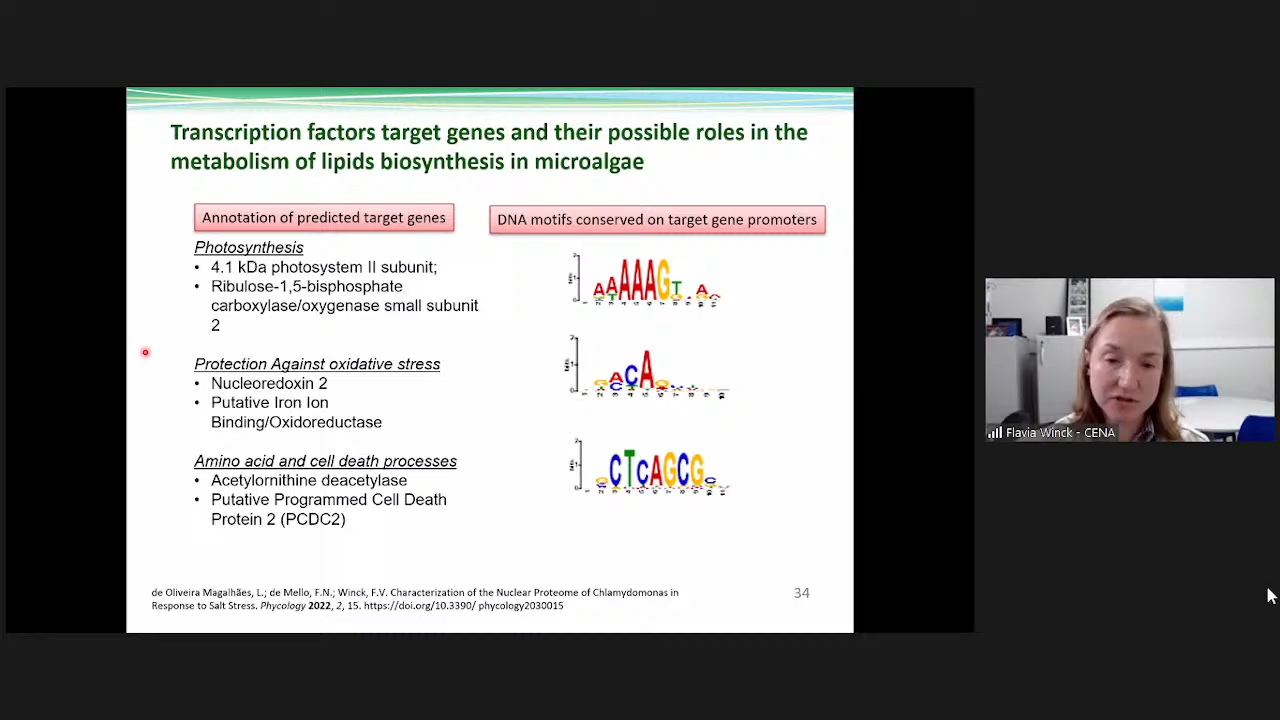 Transcription factors target genes and their possible roles in the
metabolism of lipids biosynthesis in microalgae
Annotation of predicted target genes
DNA motifs conserved on target gene promoters
Photosynthesis
• 4.1 kDa photosystem II subunit;
• Ribulose-1,5-bisphosphate
carboxylase/oxygenase small subunit
2
Protection Against oxidative stress
• Nucleoredoxin 2
• Putative Iron Ion
Binding/Oxidoreductase
Amino acid and cell death processes
• Acetylornithine deacetylase
• Putative Programmed Cell Death
Protein 2 (PCDC2)
AAAAAGT A
ACA
CTCAGCG
de Oliveira Magalhães, L.; de Mello, F.N.; Winck, F.V. Characterization of the Nuclear Proteome of Chlamydomonas in
Response to Salt Stress. Phycology 2022, 2, 15. https://doi.org/10.3390/ phycology2030015
34
Flavia Winck - CENA